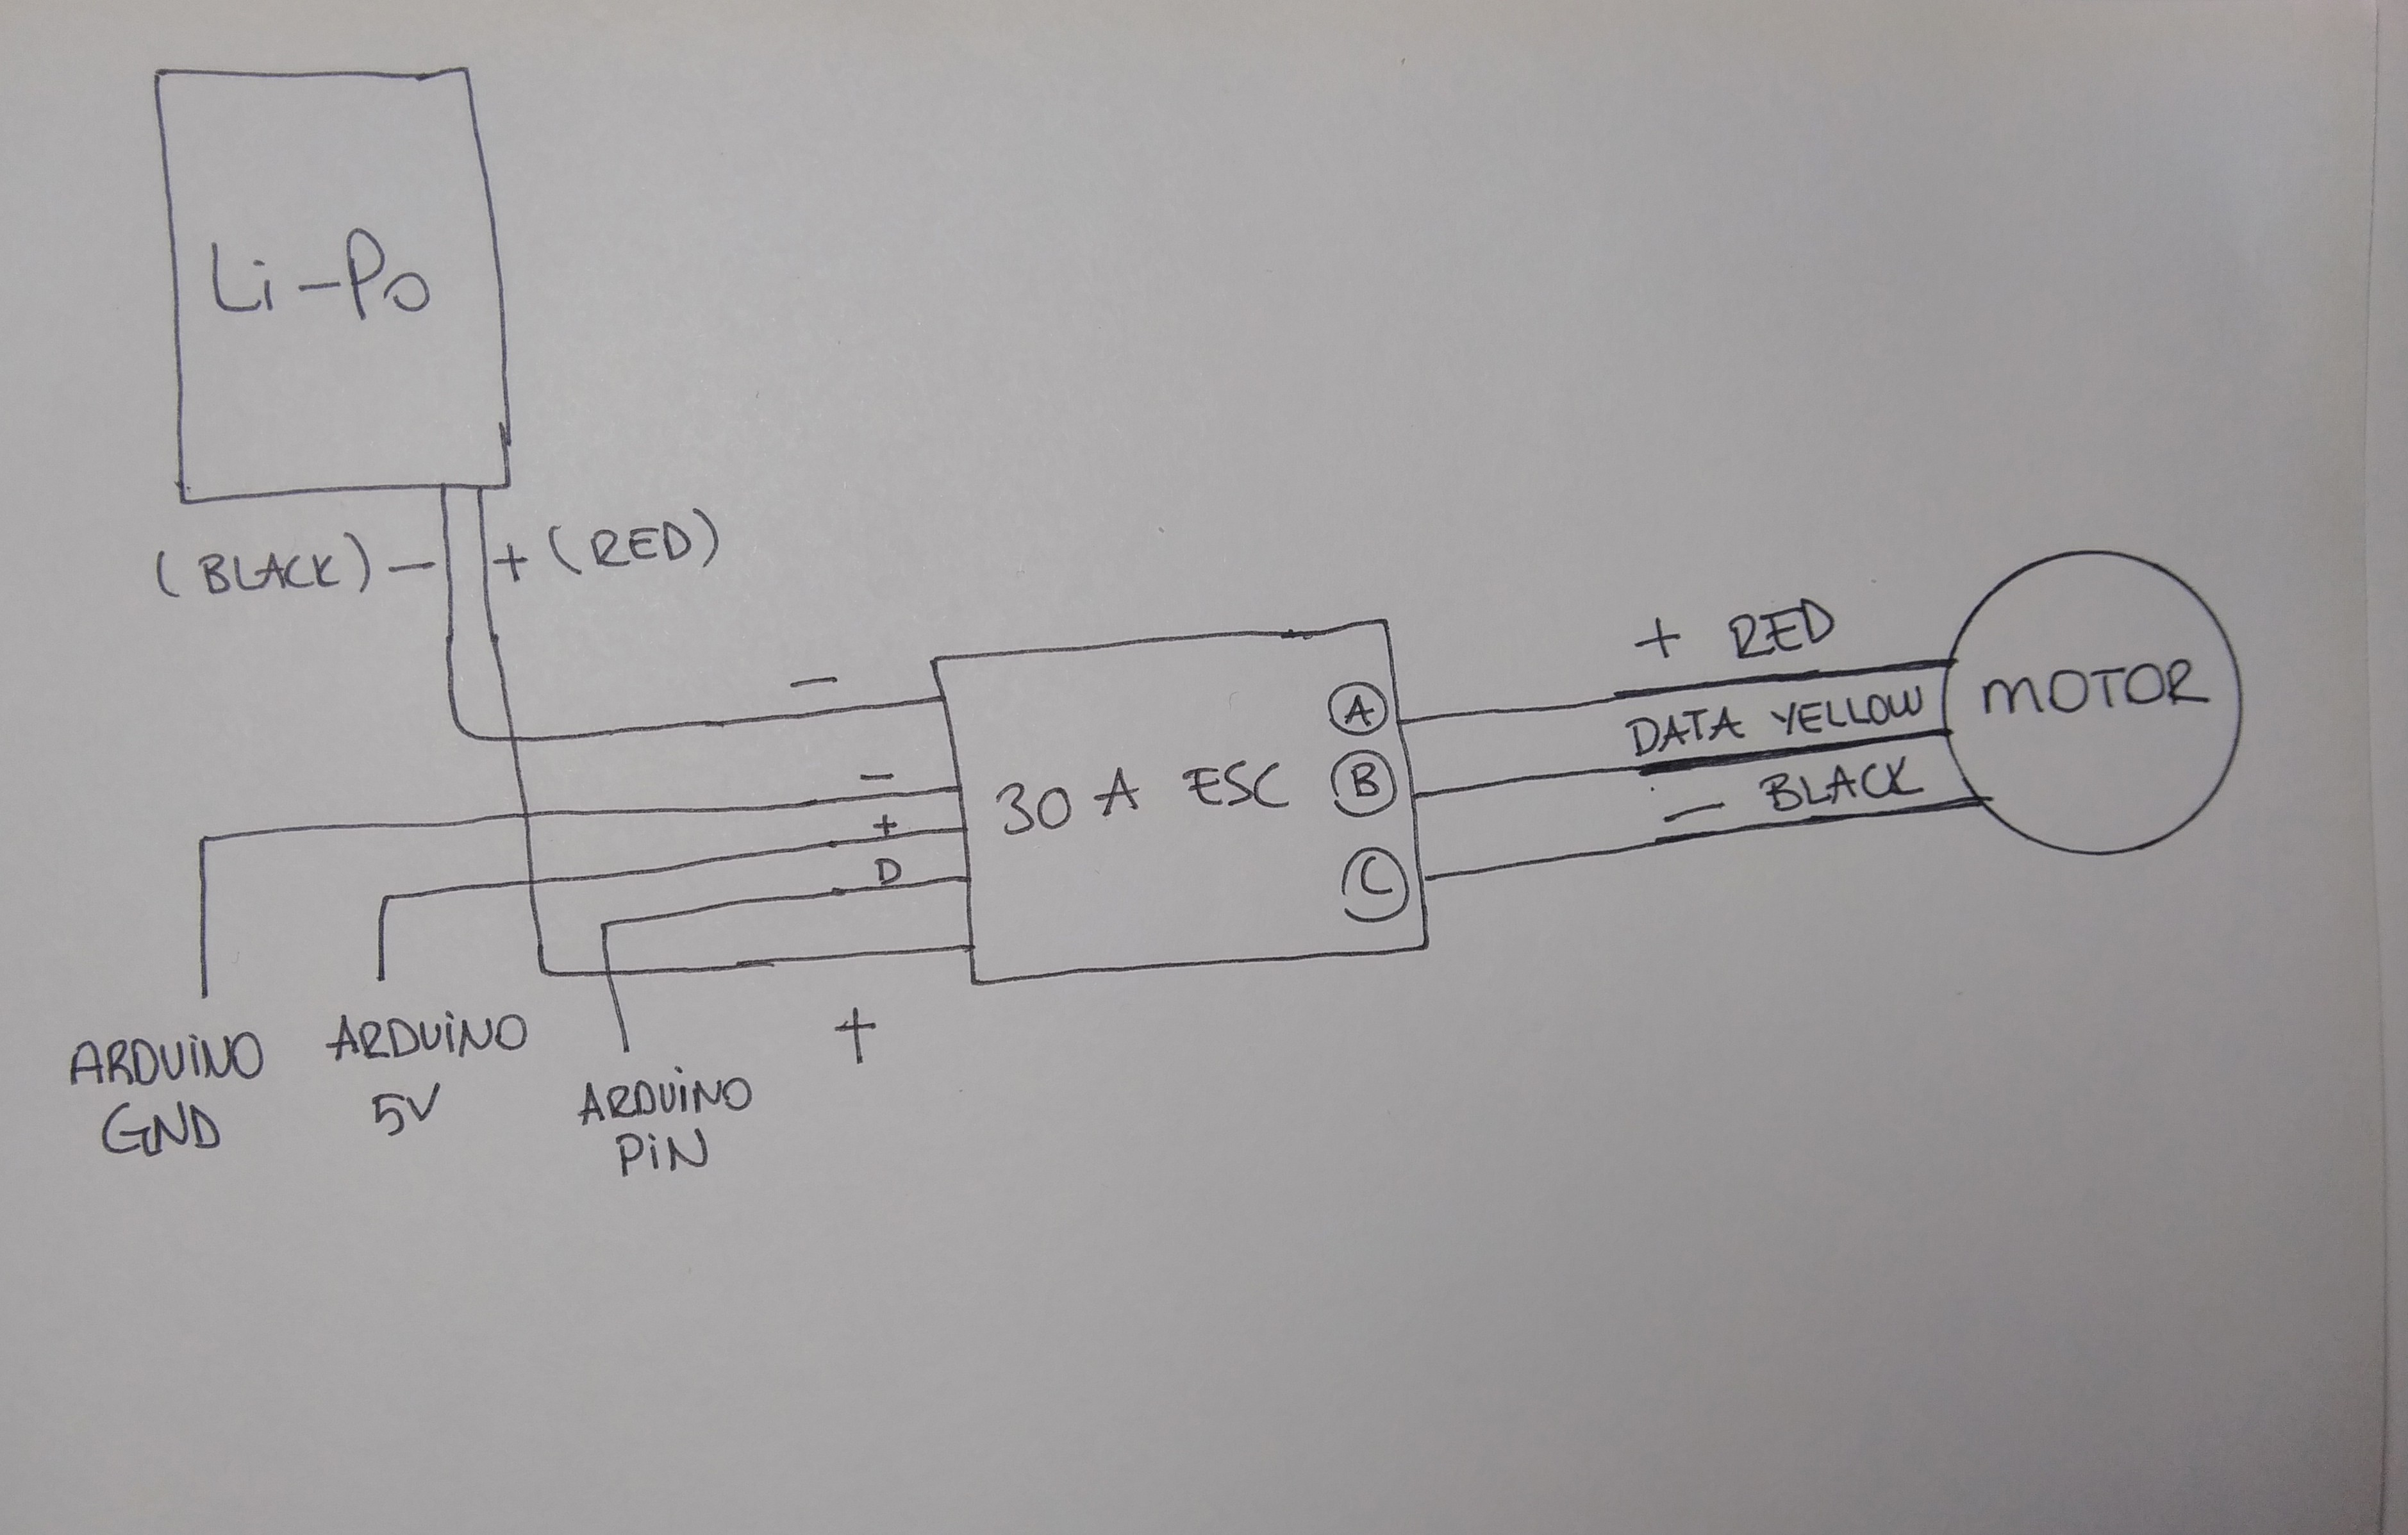 Li-Po
(BLACK) - + (RED)
-
-
+
D
+
30 A ESC
A
B
C
+ RED
DATA YELLOW
- BLACK
MOTOR
ARDUiNO
GND
ARDUiNO
5V
ARDUiNO
PiN